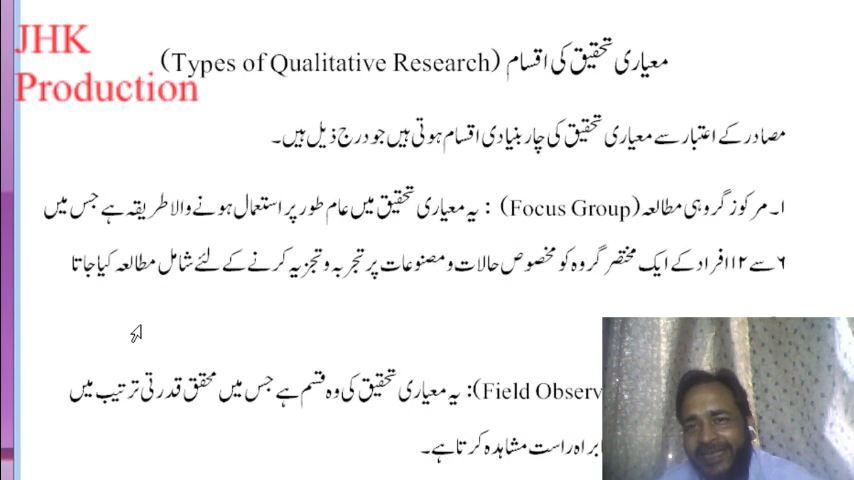 JHK
Production
معیاری تحقیق کی اقسام (Types of Qualitative Research)
مصادر کے اعتبار سے معیاری تحقیق کی چار بنیادی اقسام ہوتی ہیں جو درج ذیل ہیں۔
۱۔ مرکوز گروہی مطالعہ (Focus Group) : یہ معیاری تحقیق میں عام طور پر استعمال ہونے والا طریقہ ہے جس میں
۶ سے ۱۲ افراد کے ایک مختصر گروہ کو مخصوص حالات و مصنوعات پر تجربہ و تجزیہ کرنے کے لئے شامل مطالعہ کیا جاتا
(Field Obser: یہ معیاری تحقیق کی وہ قسم ہے جس میں محقق قدرتی ترتیب میں
براہ راست مشاہدہ کرتا ہے۔